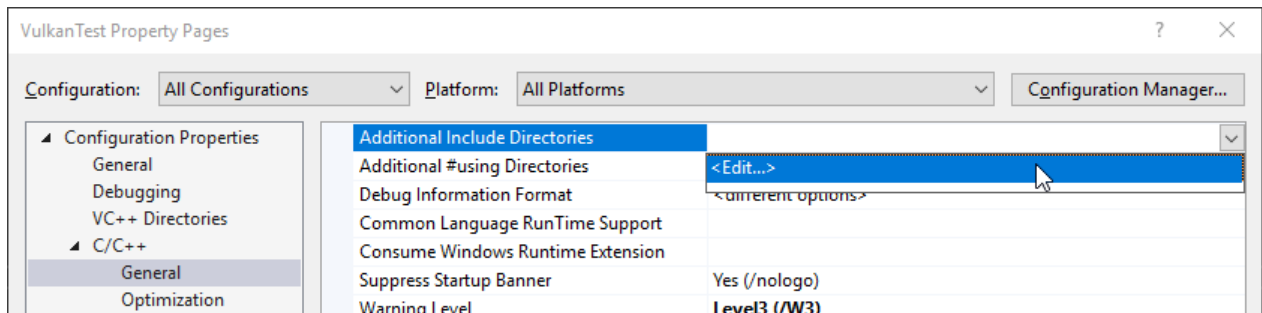 VulkanTest Property Pages
Configuration: All Configurations Platform: All Platforms Configuration Manager...
Configuration Properties
General
Debugging
VC++ Directories
C/C++
General
Optimization
Additional Include Directories
Additional #using Directories <Edit...>
Debug Information Format <different options>
Common Language RunTime Support
Consume Windows Runtime Extension
Suppress Startup Banner Yes (/nologo)
Warning Level Level3 (/W3)